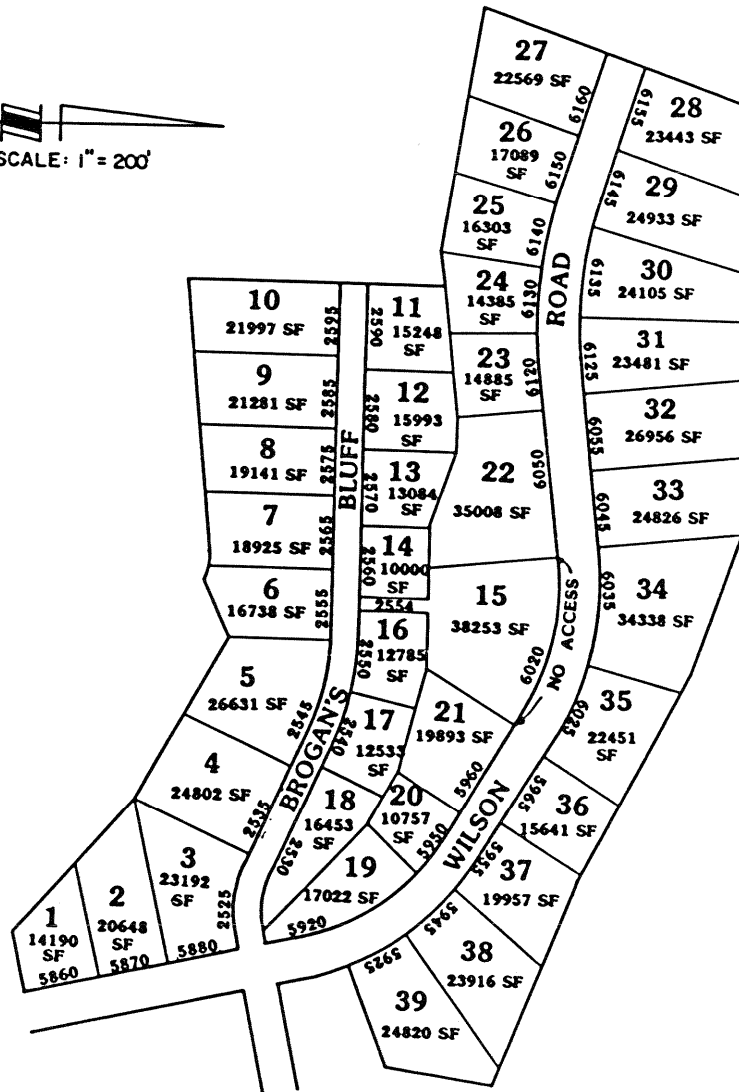 SCALE: 1" = 200'
27
22569 SF
6160
6155
28
23443 SF
26
17089
SF
6150
6145
29
24933 SF
25
16303
SF
6140
6135
30
24105 SF
24
14385
SF
6130
ROAD
31
23481 SF
6125
23
14885
SF
6120
32
26956 SF
6055
22
35008 SF
6050
33
24826 SF
6045
10
21997 SF
2595
11
15248
SF
2590
9
21281 SF
2585
12
15993
SF
2580
8
19141 SF
2575
BLUFF
13
13084
SF
2570
7
18925 SF
2565
14
10000
SF
2560
2554
6
16738 SF
2555
15
38253 SF
6020
NO ACCESS
34
34338 SF
6035
16
12785
SF
2550
5
26631 SF
2545
BROGAN'S
17
12533
SF
2540
21
19893 SF
5960
35
22451
SF
6025
4
24802 SF
2535
18
16453
SF
2530
20
10757
SF
5950
WILSON
36
15641 SF
5965
3
23192
SF
2525
5880
19
17022 SF
5920
37
19957 SF
5955
2
20648
SF
5870
1
14190
SF
5860
38
23916 SF
5945
39
24820 SF
5925